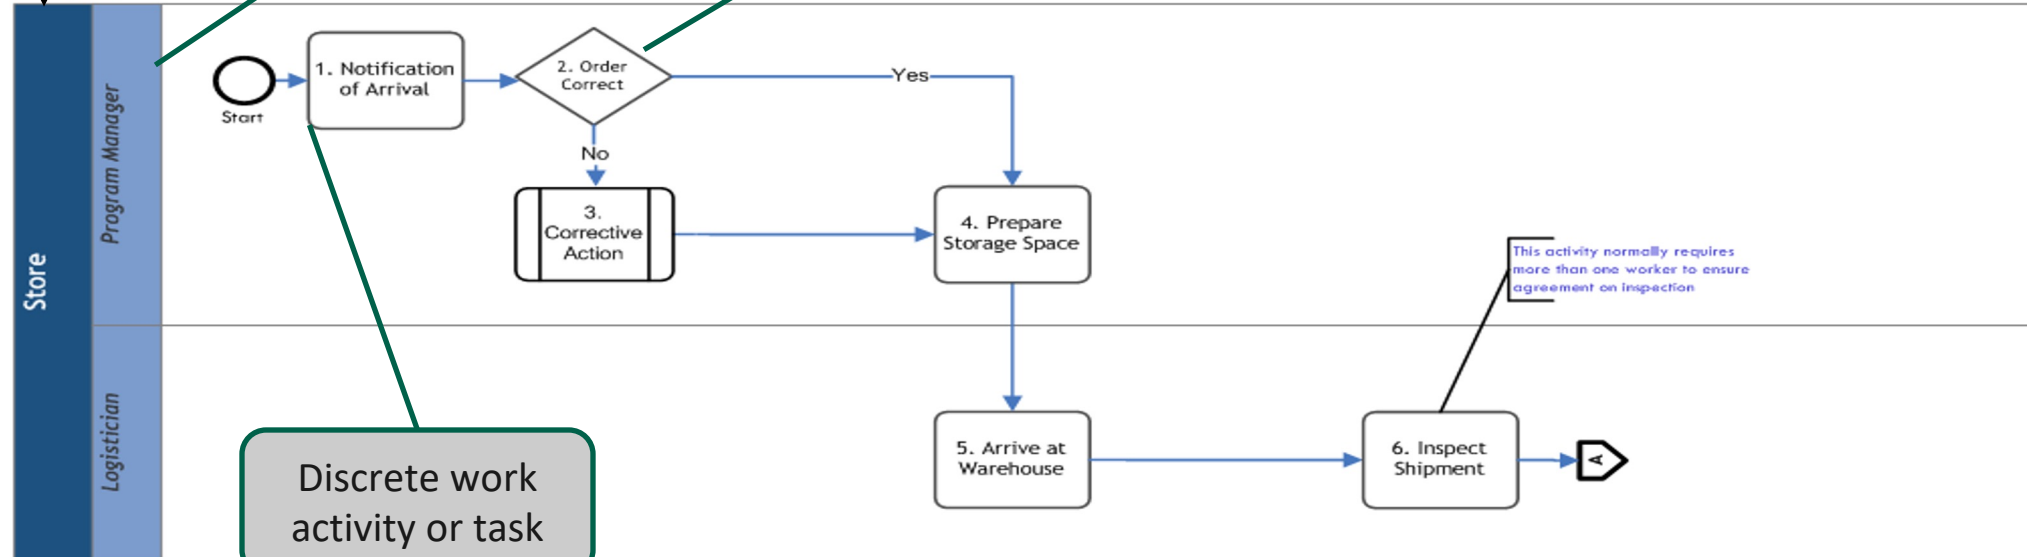 Store
Program Manager
Start
1. Notification
of Arrival
2. Order
Correct
Yes
No
3.
Corrective
Action
4. Prepare
Storage Space
This activity normally requires
more than one worker to ensure
agreement on inspection
Logistician
5. Arrive at
Warehouse
6. Inspect
Shipment
A
Discrete work
activity or task